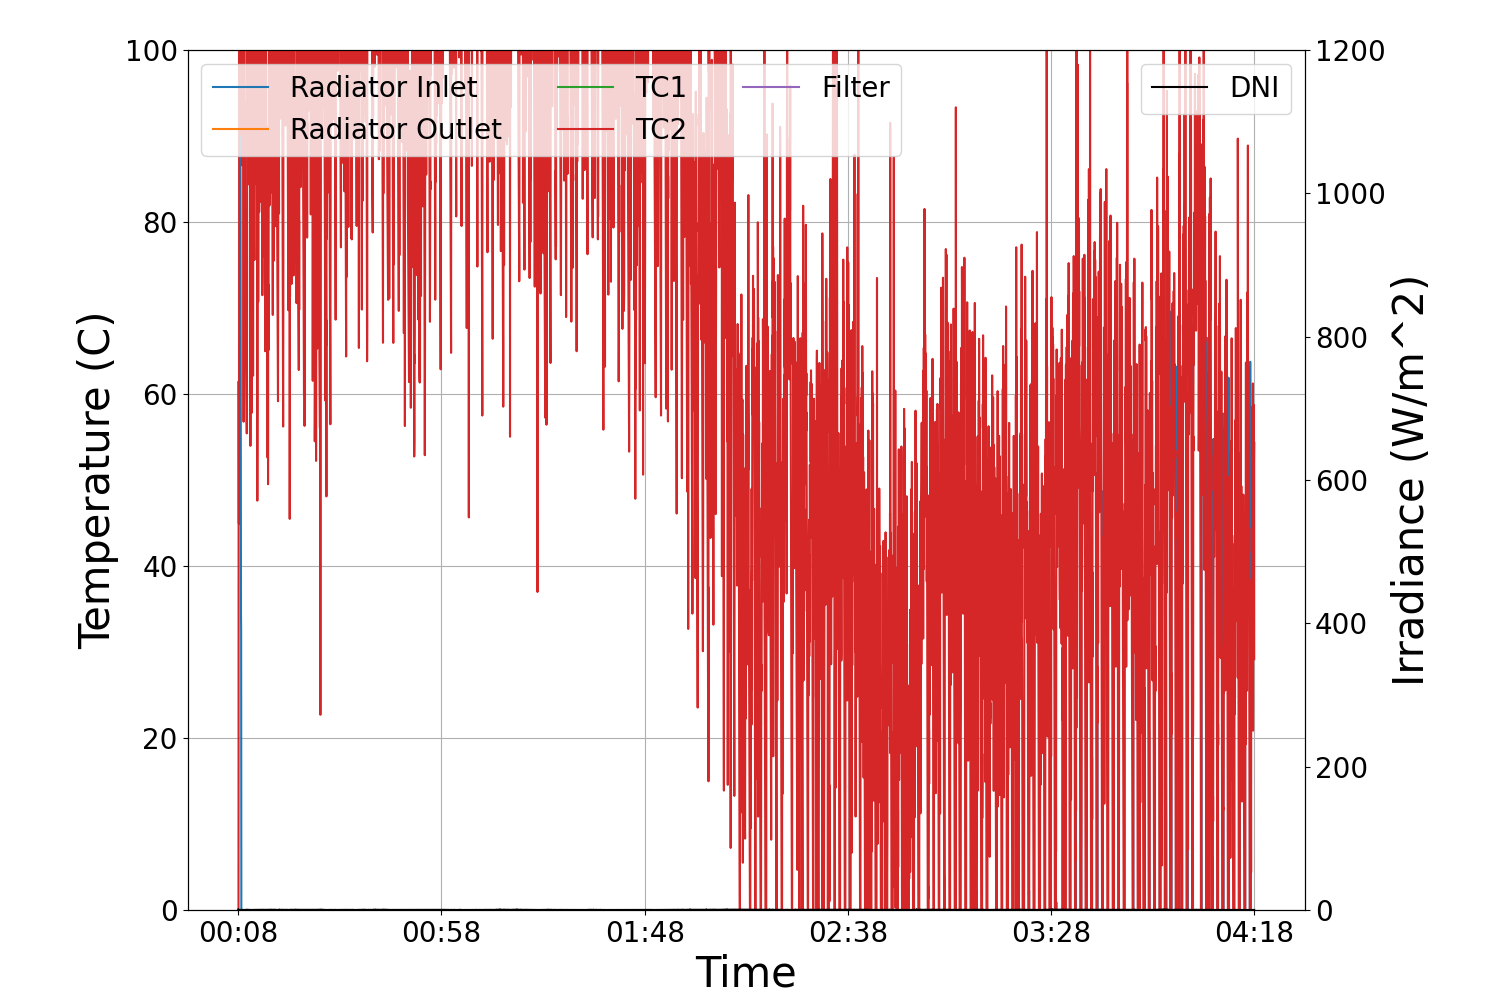 100
1200
Radiator Inlet
TC1
Filter
DNI
Radiator Outlet
TC2
1000
80
800
60
600
40
400
20
200
0
0
Temperature (C)
Irradiance (W/m^2)
00:08
00:58
01:48
02:38
03:28
04:18
Time